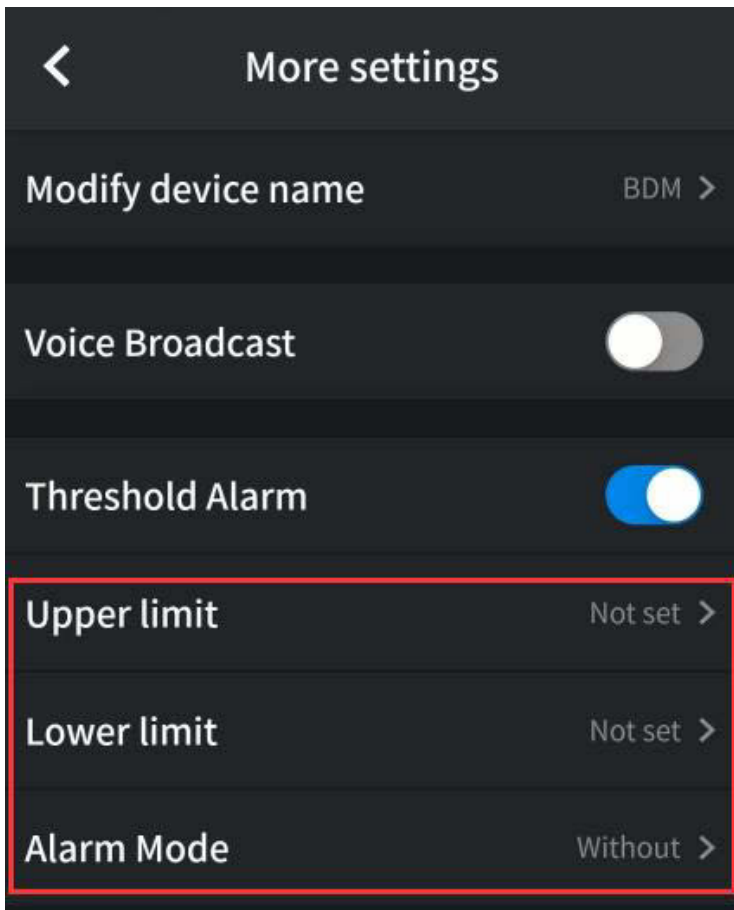 More settings
Modify device name BDM
Voice Broadcast
Threshold Alarm
Upper limit Not set
Lower limit Not set
Alarm Mode Without